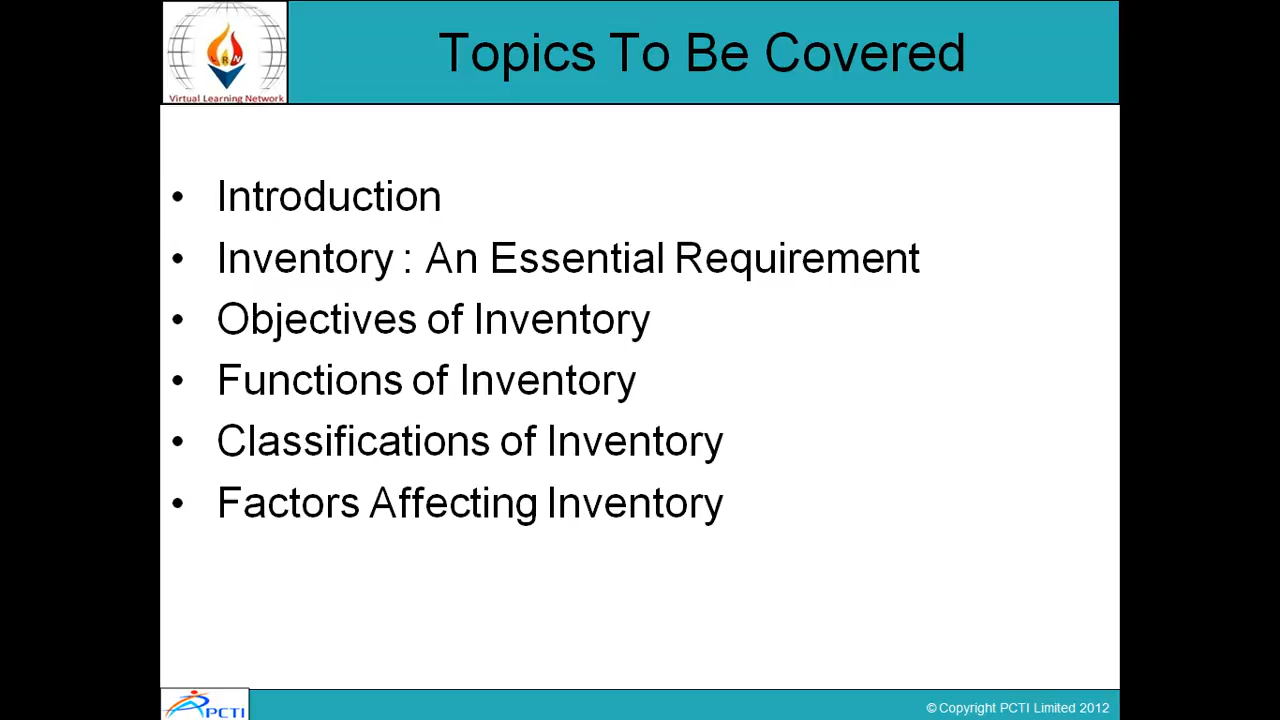 Topics To Be Covered
LRN
Virtual Learning Network
• Introduction
• Inventory : An Essential Requirement
• Objectives of Inventory
• Functions of Inventory
• Classifications of Inventory
• Factors Affecting Inventory
PCTI
© Copyright PCTI Limited 2012